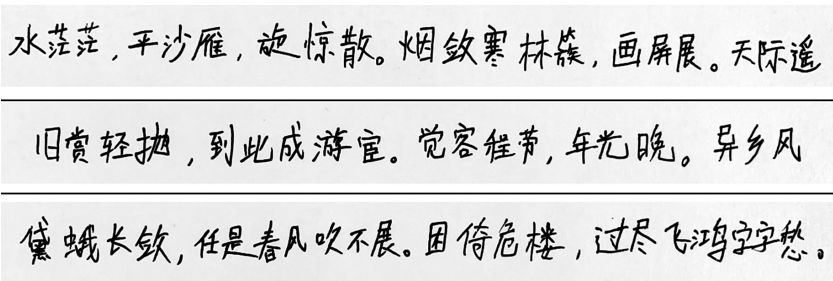 水茫茫,平沙雁,旋惊散。烟敛寒林簇,画屏展。天际遥
旧赏轻抛,到此成游宦。觉客程劳,年光晚。异乡风
黛蛾长敛,任是春风吹不展。困倚危楼,过尽飞鸿字字愁。